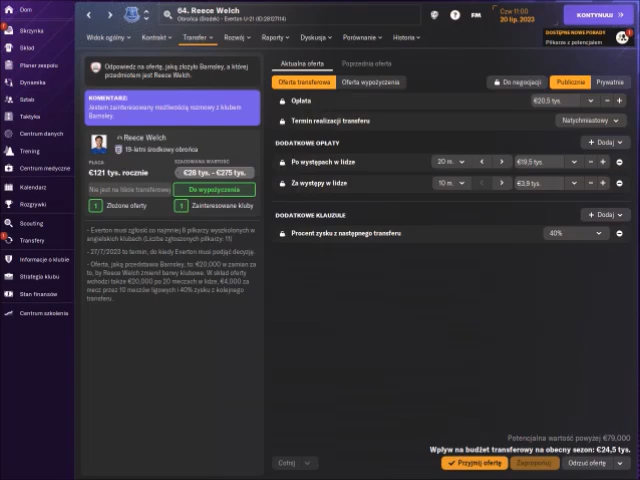 64. Reece Welch
Obrońca (Środek) - Everton U-21 (ID:28127114)
FM
Czw 11:00
20 lip. 2023
KONTYNUUJ
Widok ogólny
Kontrakt
Transfer
Rozwój
Raporty
Dyskusja
Porównanie
Historia
DOSTĘPNE NOWE PORADY
Piłkarze z potencjałem
Dom
Skrzynka
Skład
Planer zespołu
Dynamika
Sztab
Taktyka
Centrum danych
Trening
Centrum medyczne
Kalendarz
Rozgrywki
Scouting
Transfery
Informacje o klubie
Strategia klubu
Stan finansów
Centrum szkolenia
Odpowiedz na ofertę, jaką złożyło Barnsley, a której
przedmiotem jest Reece Welch.
KOMENTARZ:
Jestem zainteresowany możliwością rozmowy z klubem
Barnsley.
Reece Welch
19-letni środkowy obrońca
PŁACA
€121 tys. rocznie
SZACOWANA WARTOŚĆ
€28 tys. - €275 tys.
Nie jest na liście transferowej
Do wypożyczenia
1 Złożone oferty
1 Zainteresowane kluby
- Everton musi zgłosić co najmniej 8 piłkarzy wyszkolonych w
angielskich klubach (Liczba zgłoszonych piłkarzy: 11)
- 27/7/2023 to termin, do kiedy Everton musi podjąć decyzję.
- Oferta, jaką przedstawia Barnsley, to: €20,000 w zamian za
to, by Reece Welch zmienił barwy klubowe. W skład oferty
wchodzi także €20,000 po 20 meczach w lidze, €4,000 za
mecz przez 10 meczów ligowych i 40% zysku z kolejnego
transferu.
Aktualna oferta
Poprzednia oferta
Oferta transferowa
Oferta wypożyczenia
Do negocjacji
Publicznie
Prywatnie
Opłata
€20,5 tys.
Termin realizacji transferu
Natychmiastowy
DODATKOWE OPŁATY
Dodaj
Po występach w lidze
20 m.
€19,5 tys.
Za występy w lidze
10 m.
€3,9 tys.
DODATKOWE KLAUZULE
Dodaj
Procent zysku z następnego transferu
40%
Potencjalna wartość powyżej €79,000
Wpływ na budżet transferowy na obecny sezon: €24,5 tys.
Cofnij
Przyjmij ofertę
Zaproponuj
Odrzuć ofertę